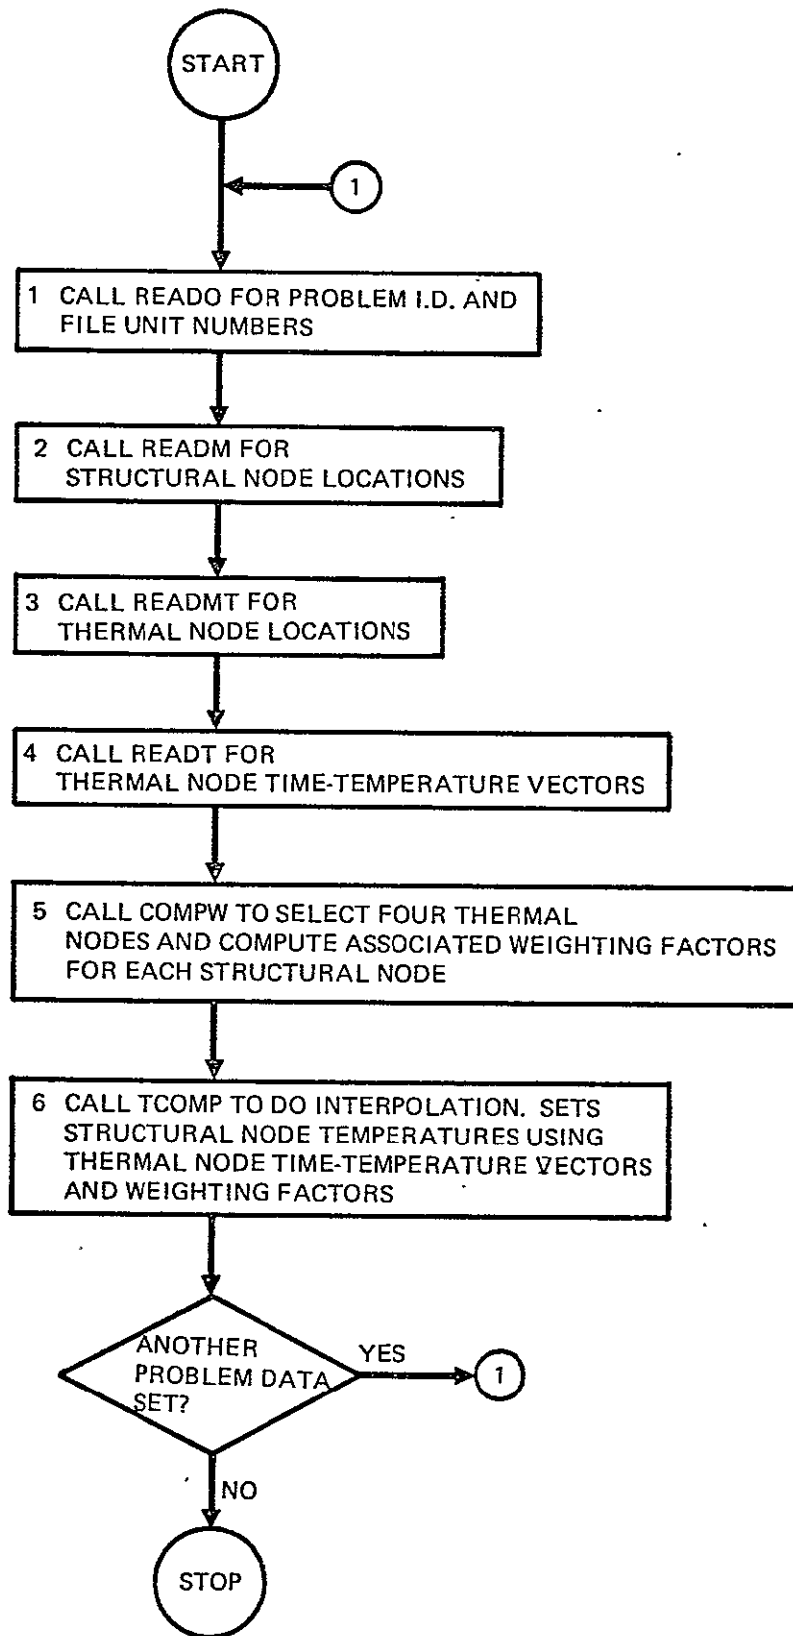 START
1
1 CALL READO FOR PROBLEM I.D. AND
FILE UNIT NUMBERS
2 CALL READM FOR
STRUCTURAL NODE LOCATIONS
3 CALL READMT FOR
THERMAL NODE LOCATIONS
4 CALL READT FOR
THERMAL NODE TIME-TEMPERATURE VECTORS
5 CALL COMPW TO SELECT FOUR THERMAL
NODES AND COMPUTE ASSOCIATED WEIGHTING FACTORS
FOR EACH STRUCTURAL NODE
6 CALL TCOMP TO DO INTERPOLATION. SETS
STRUCTURAL NODE TEMPERATURES USING
THERMAL NODE TIME-TEMPERATURE VECTORS
AND WEIGHTING FACTORS
ANOTHER
PROBLEM DATA
SET?
YES
1
NO
STOP